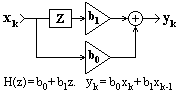 xk Z b1 + yk
b0
H(z)=b0+b1z. yk=b0xk+b1xk-1